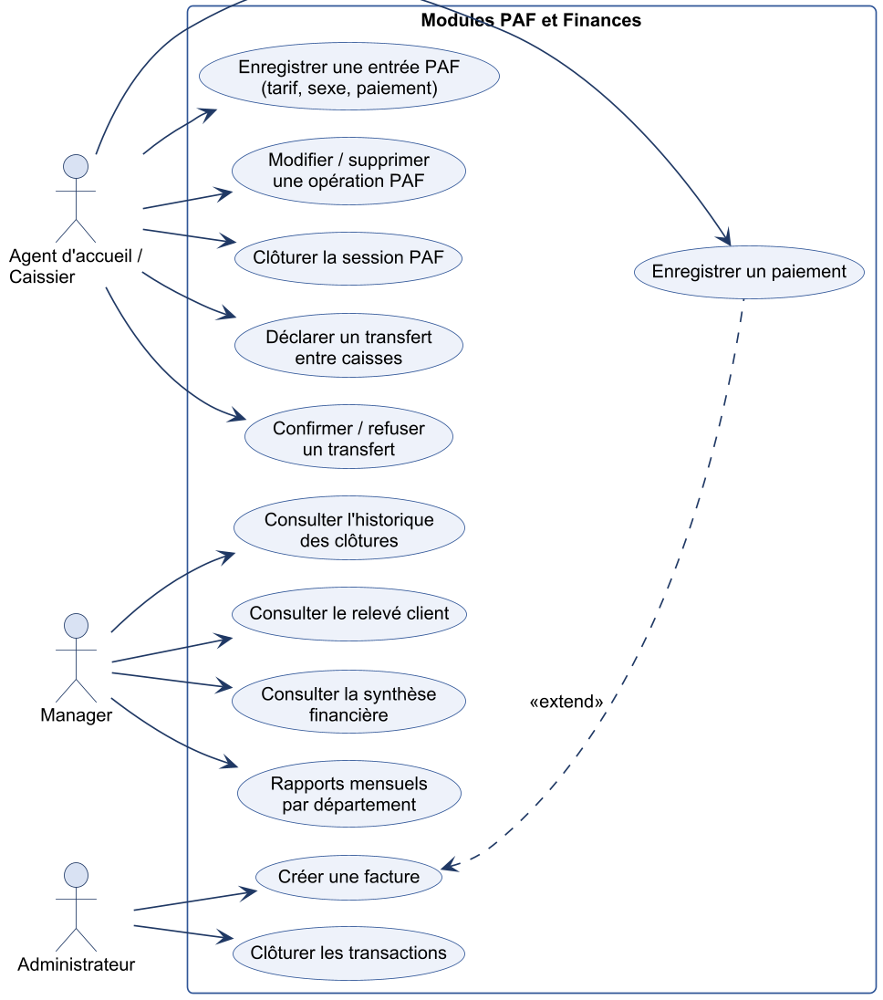 Modules PAF et Finances
Enregistrer une entrée PAF
(tarif, sexe, paiement)
Modifier / supprimer
une opération PAF
Agent d'accueil /
Caissier
Clôturer la session PAF
Enregistrer un paiement
Déclarer un transfert
entre caisses
Confirmer / refuser
un transfert
Consulter l'historique
des clôtures
Consulter le relevé client
Manager
Consulter la synthèse
financière
«extend»
Rapports mensuels
par département
Créer une facture
Administrateur
Clôturer les transactions